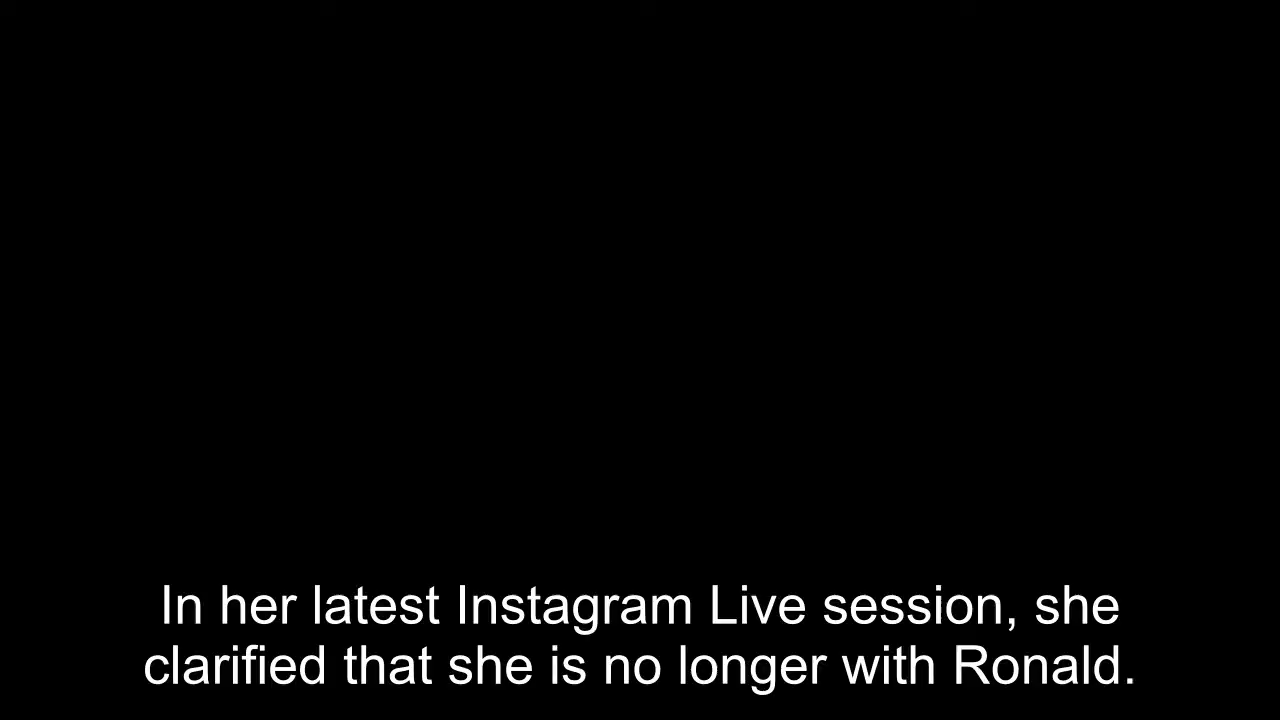 In her latest Instagram Live session, she
clarified that she is no longer with Ronald.